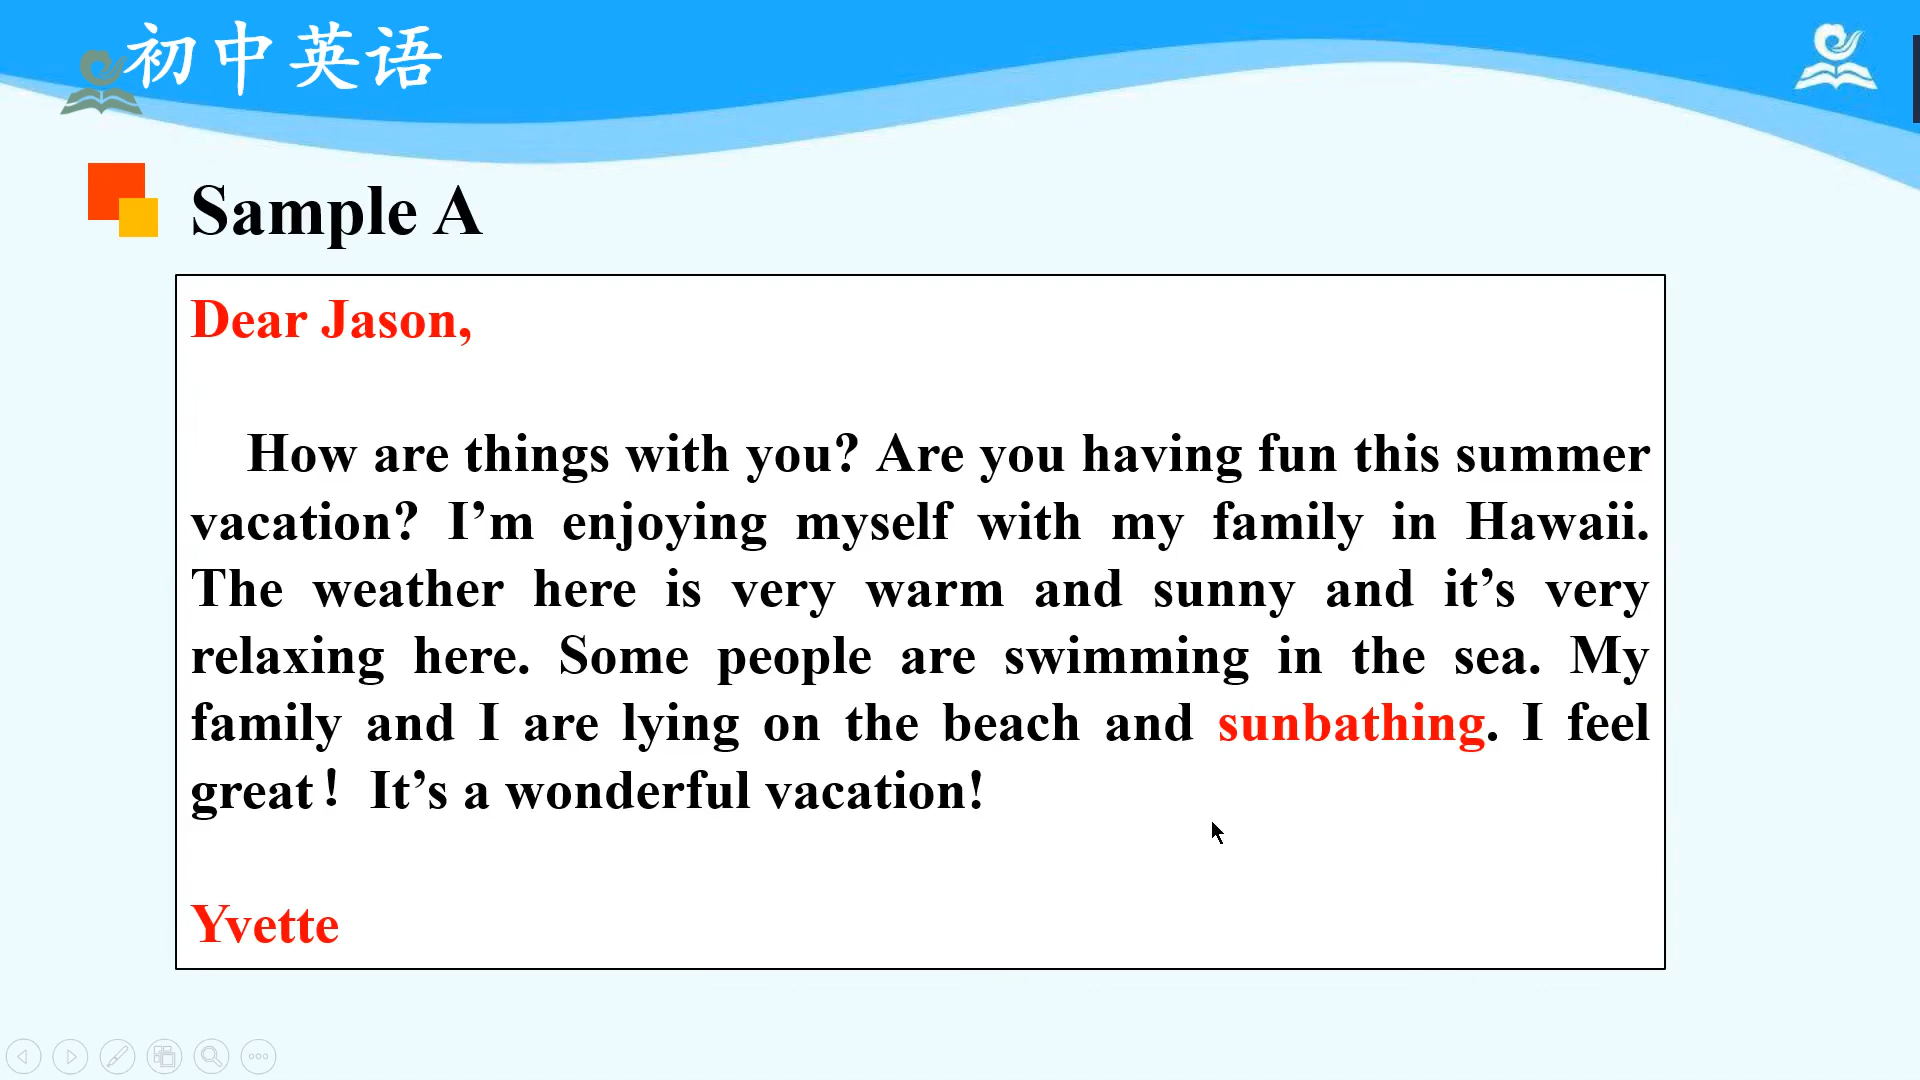 初中英语
Sample A
Dear Jason,
How are things with you? Are you having fun this summer
vacation? I’m enjoying myself with my family in Hawaii.
The weather here is very warm and sunny and it’s very
relaxing here. Some people are swimming in the sea. My
family and I are lying on the beach and sunbathing. I feel
great！ It’s a wonderful vacation!
Yvette